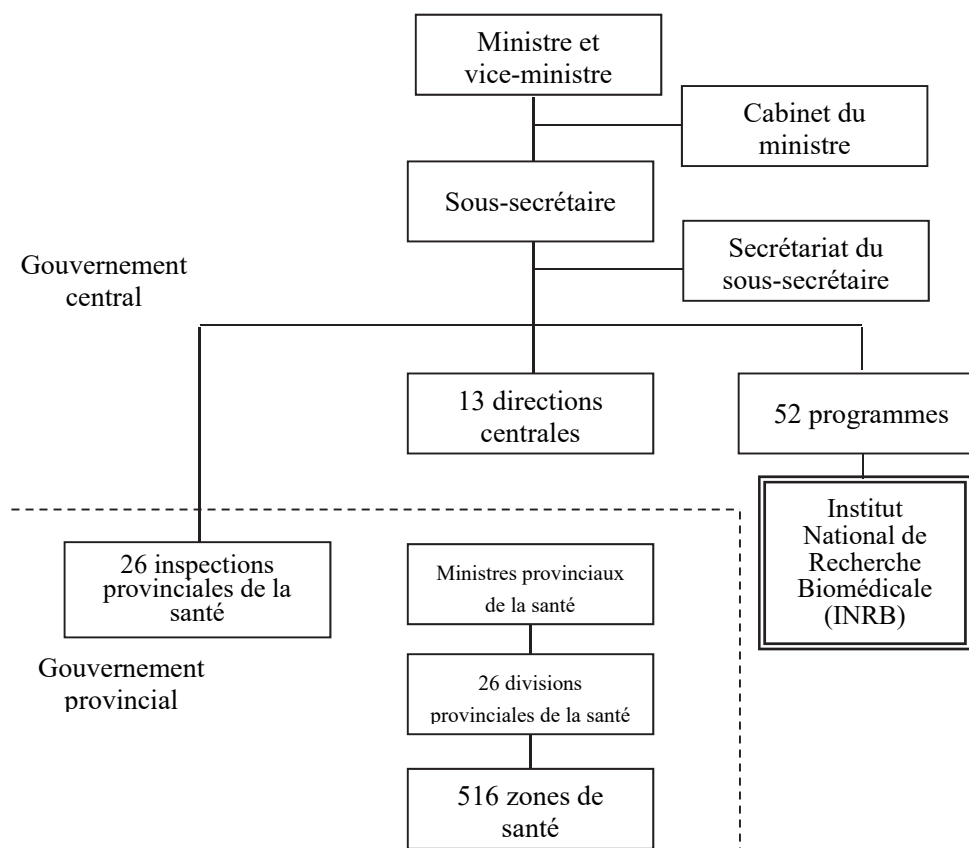 Ministre et
vice-ministre
Cabinet du
ministre
Sous-secrétaire
Secrétariat du
sous-secrétaire
Gouvernement
central
13 directions
centrales
52 programmes
Institut
National de
Recherche
Biomédicale
(INRB)
26 inspections
provinciales de la
santé
Ministres provinciaux
de la santé
Gouvernement
provincial
26 divisions
provinciales de la santé
516 zones de
santé